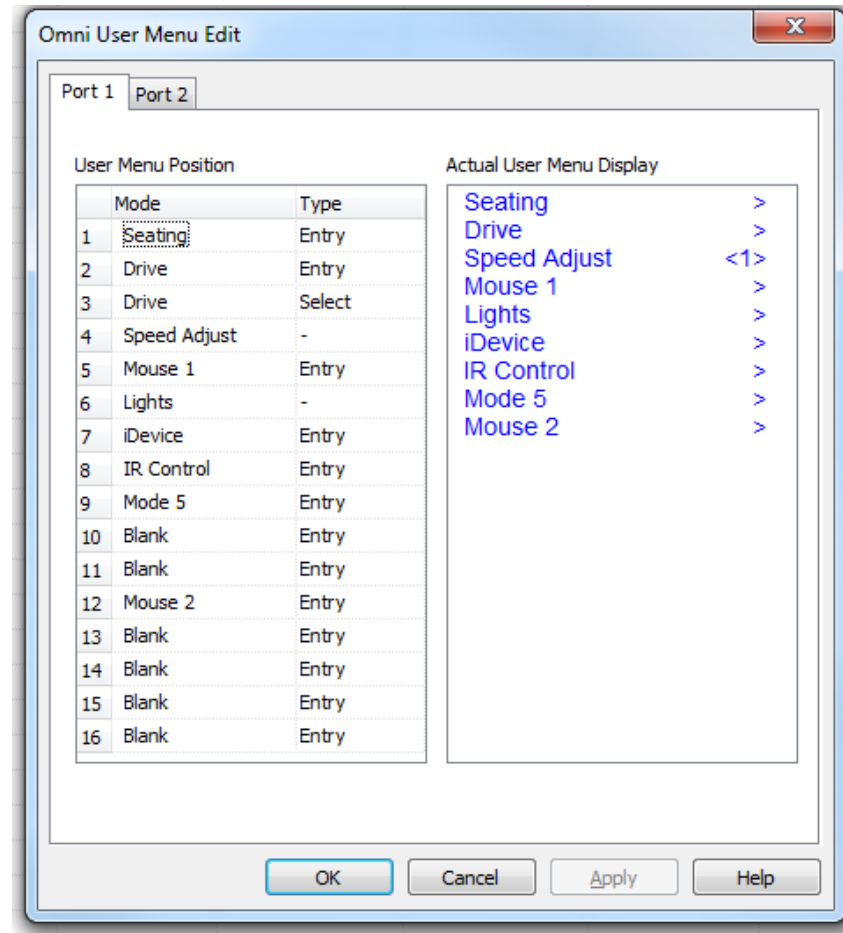 Omni User Menu Edit
Port 1 Port 2
User Menu Position
Mode Type
1 Seating Entry
2 Drive Entry
3 Drive Select
4 Speed Adjust -
5 Mouse 1 Entry
6 Lights -
7 iDevice Entry
8 IR Control Entry
9 Mode 5 Entry
10 Blank Entry
11 Blank Entry
12 Mouse 2 Entry
13 Blank Entry
14 Blank Entry
15 Blank Entry
16 Blank Entry
Actual User Menu Display
Seating >
Drive >
Speed Adjust <1>
Mouse 1 >
Lights >
iDevice >
IR Control >
Mode 5 >
Mouse 2 >
OK Cancel Apply Help